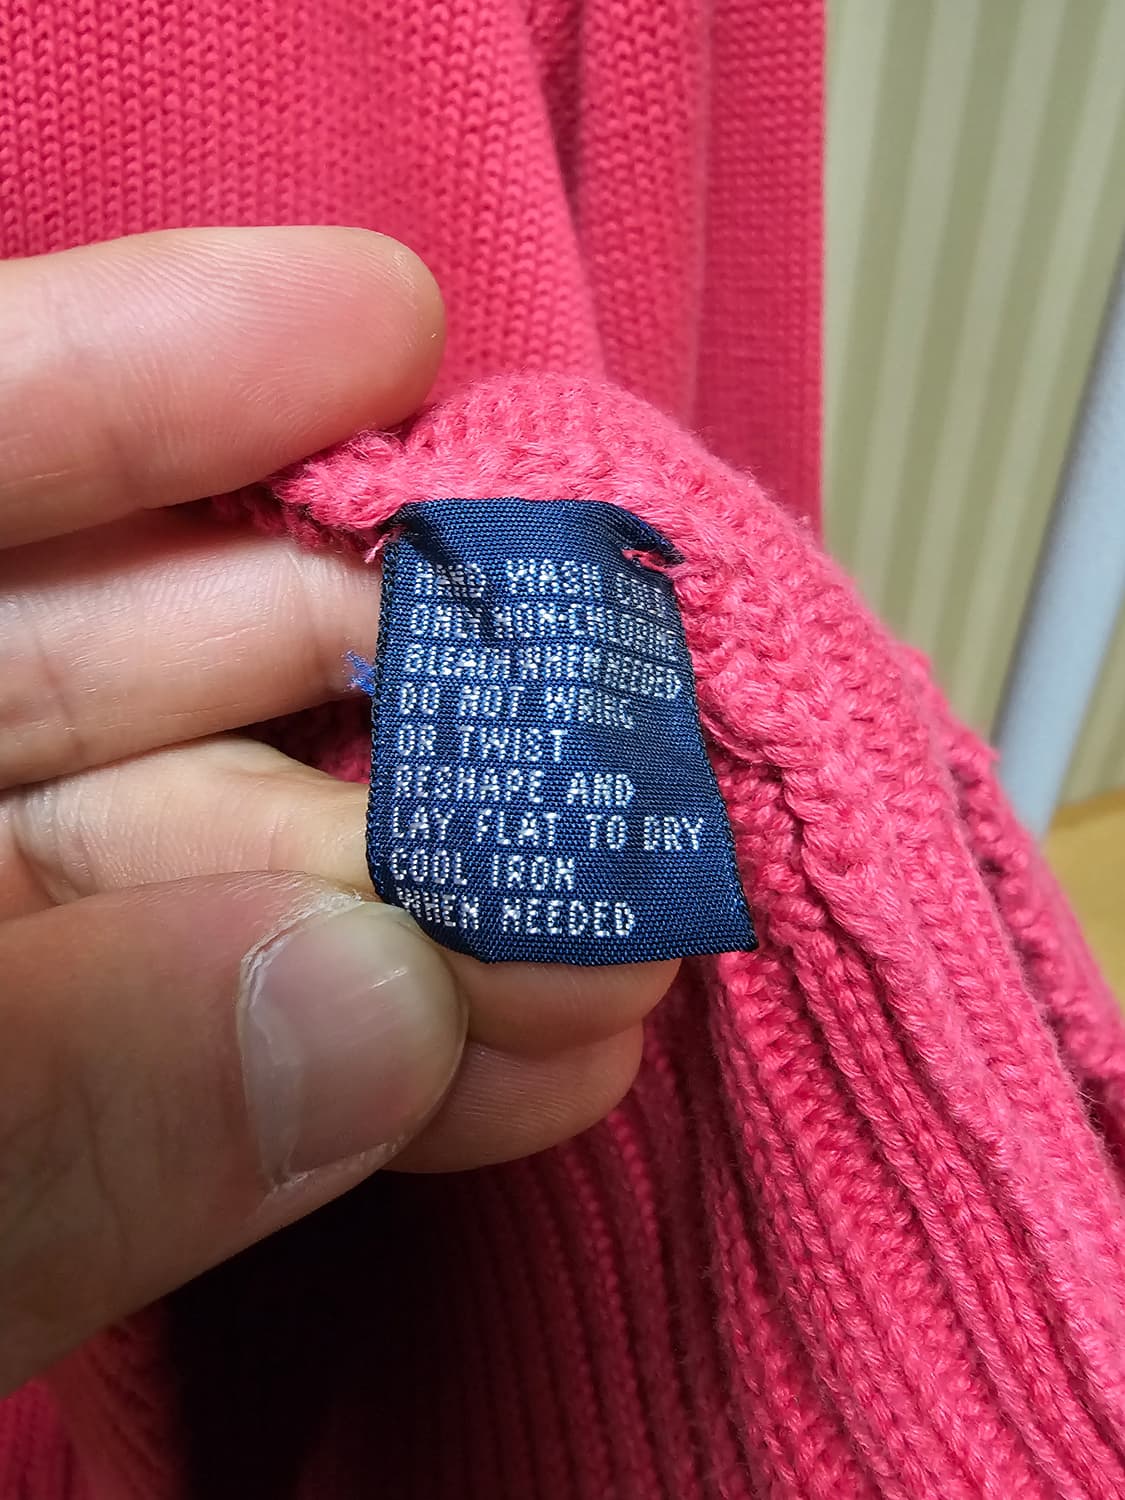 HAND WASH COLD
ONLY NON-CHLORINE
BLEACH WHEN NEEDED
DO NOT WRING
OR TWIST
RESHAPE AND
LAY FLAT TO DRY
COOL IRON
WHEN NEEDED